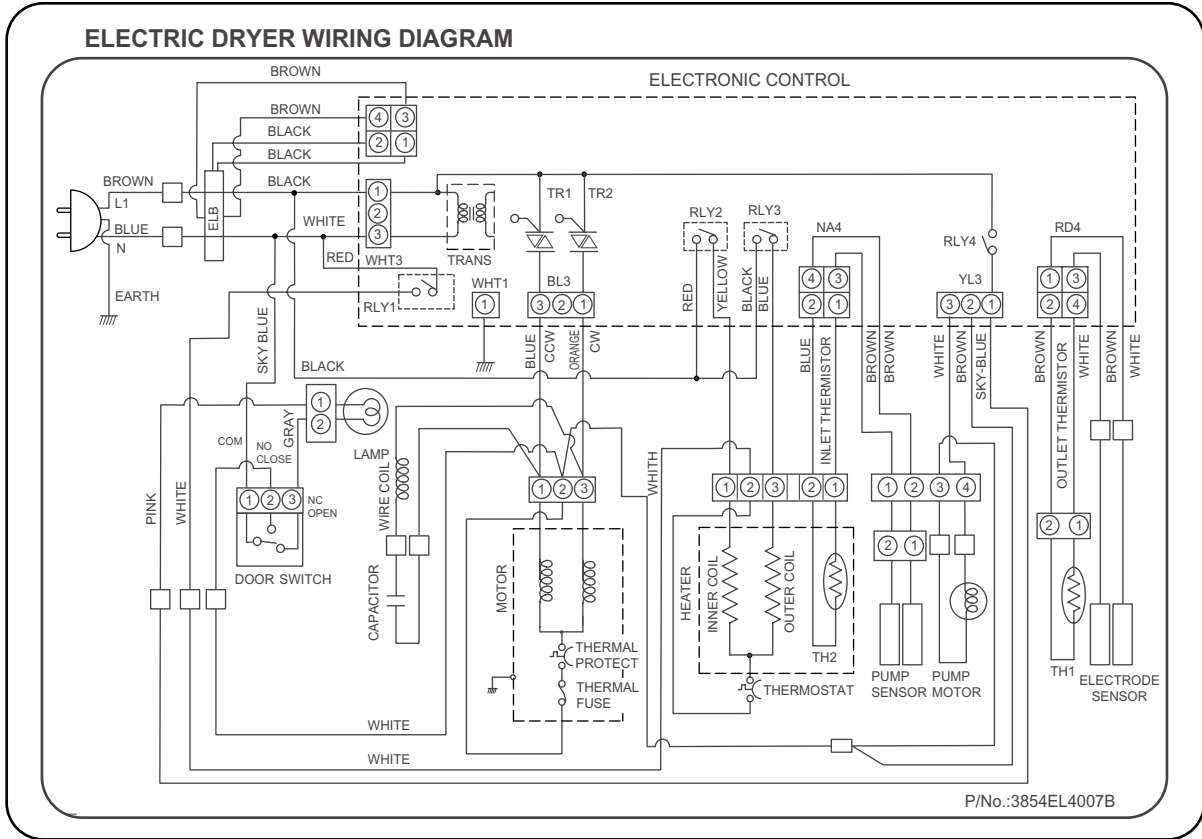 ELECTRIC DRYER WIRING DIAGRAM
BROWN
ELECTRONIC CONTROL
BROWN
4 3
BLACK
2 1
BLACK
BROWN
BLACK
L1
1
TR1
TR2
RLY2
RLY3
ELB
2
NA4
RD4
BLUE
WHITE
3
RLY4
N
RED
WHT3
TRANS
WHT1
BL3
YL3
EARTH
RLY1
1
3 2 1
4 3
2 1
3 2 1
1 3
2 4
SKY BLUE
BLUE
CCW
ORANGE
CW
RED
YELLOW
BLACK
BLUE
BLUE
INLET THERMISTOR
BROWN
BROWN
WHITE
BROWN
SKY-BLUE
BROWN
OUTLET THERMISTOR
WHITE
BROWN
WHITE
BLACK
1
2
GRAY
LAMP
COM
NO
CLOSE
1 2 3
NC
OPEN
DOOR SWITCH
PINK
WHITE
WIRE COIL
CAPACITOR
WHITH
1 2 3
1 2 3 2 1
1 2 3 4
2 1
2 1
MOTOR
THERMAL
PROTECT
THERMAL
FUSE
HEATER
INNER COIL
OUTER COIL
TH2
THERMOSTAT
PUMP
SENSOR
PUMP
MOTOR
TH1
ELECTRODE
SENSOR
WHITE
WHITE
P/No.:3854EL4007B